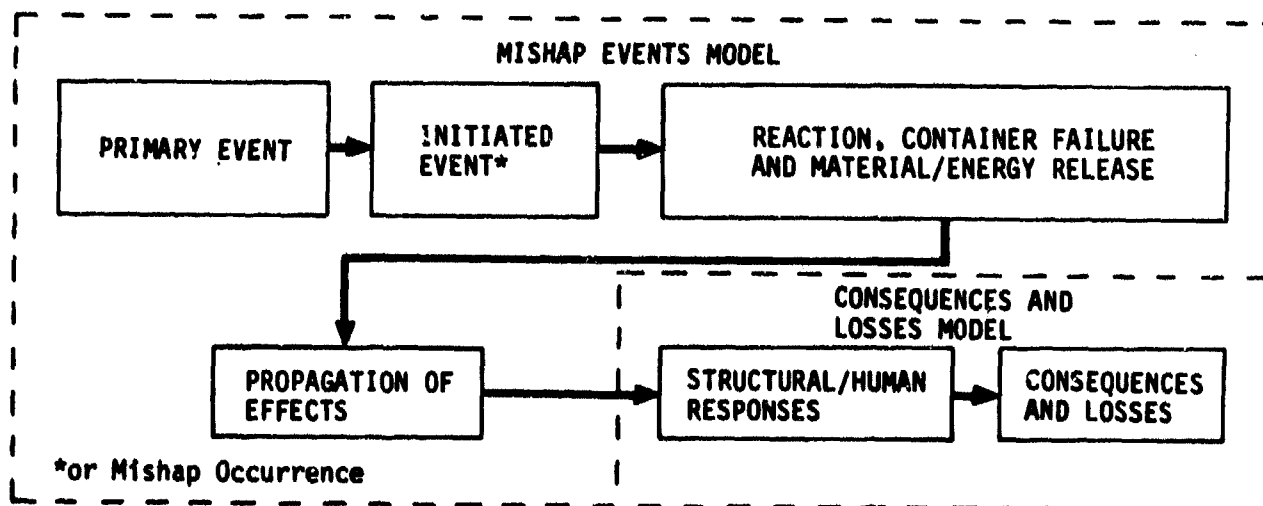 MISHAP EVENTS MODEL
PRIMARY EVENT
INITIATED
EVENT*
REACTION, CONTAINER FAILURE
AND MATERIAL/ENERGY RELEASE
PROPAGATION OF
EFFECTS
CONSEQUENCES AND
LOSSES MODEL
STRUCTURAL/HUMAN
RESPONSES
CONSEQUENCES
AND LOSSES
*or Mishap Occurrence